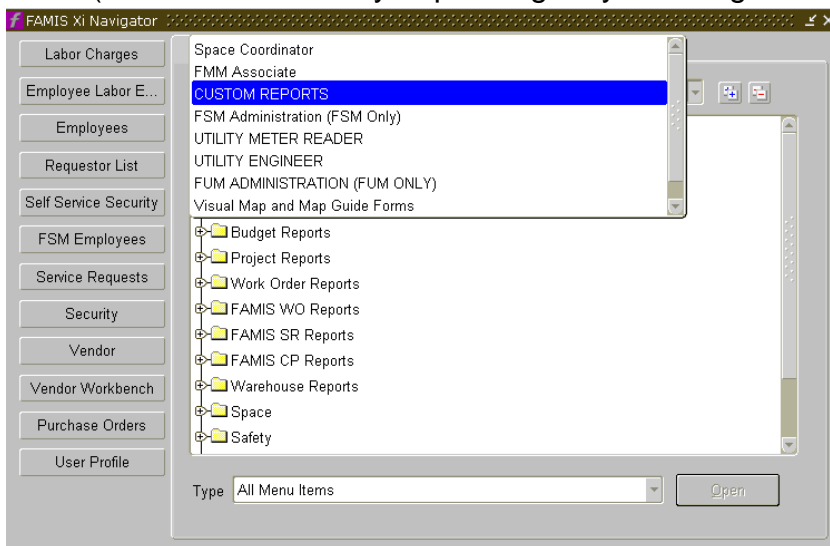 FAMIS Xi Navigator
Labor Charges
Employee Labor E...
Employees
Requestor List
Self Service Security
FSM Employees
Service Requests
Security
Vendor
Vendor Workbench
Purchase Orders
User Profile
Space Coordinator
FMM Associate
CUSTOM REPORTS
FSM Administration (FSM Only)
UTILITY METER READER
UTILITY ENGINEER
FUM ADMINISTRATION (FUM ONLY)
Visual Map and Map Guide Forms
Budget Reports
Project Reports
Work Order Reports
FAMIS WO Reports
FAMIS SR Reports
FAMIS CP Reports
Warehouse Reports
Space
Safety
Type All Menu Items
Open